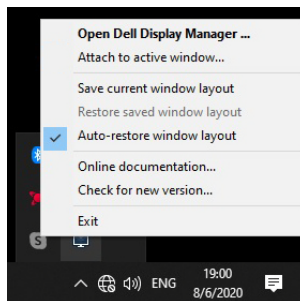 Open Dell Display Manager ...
Attach to active window...
Save current window layout
Restore saved window layout
Auto-restore window layout
Online documentation...
Check for new version...
Exit
S
ENG
19:00
8/6/2020